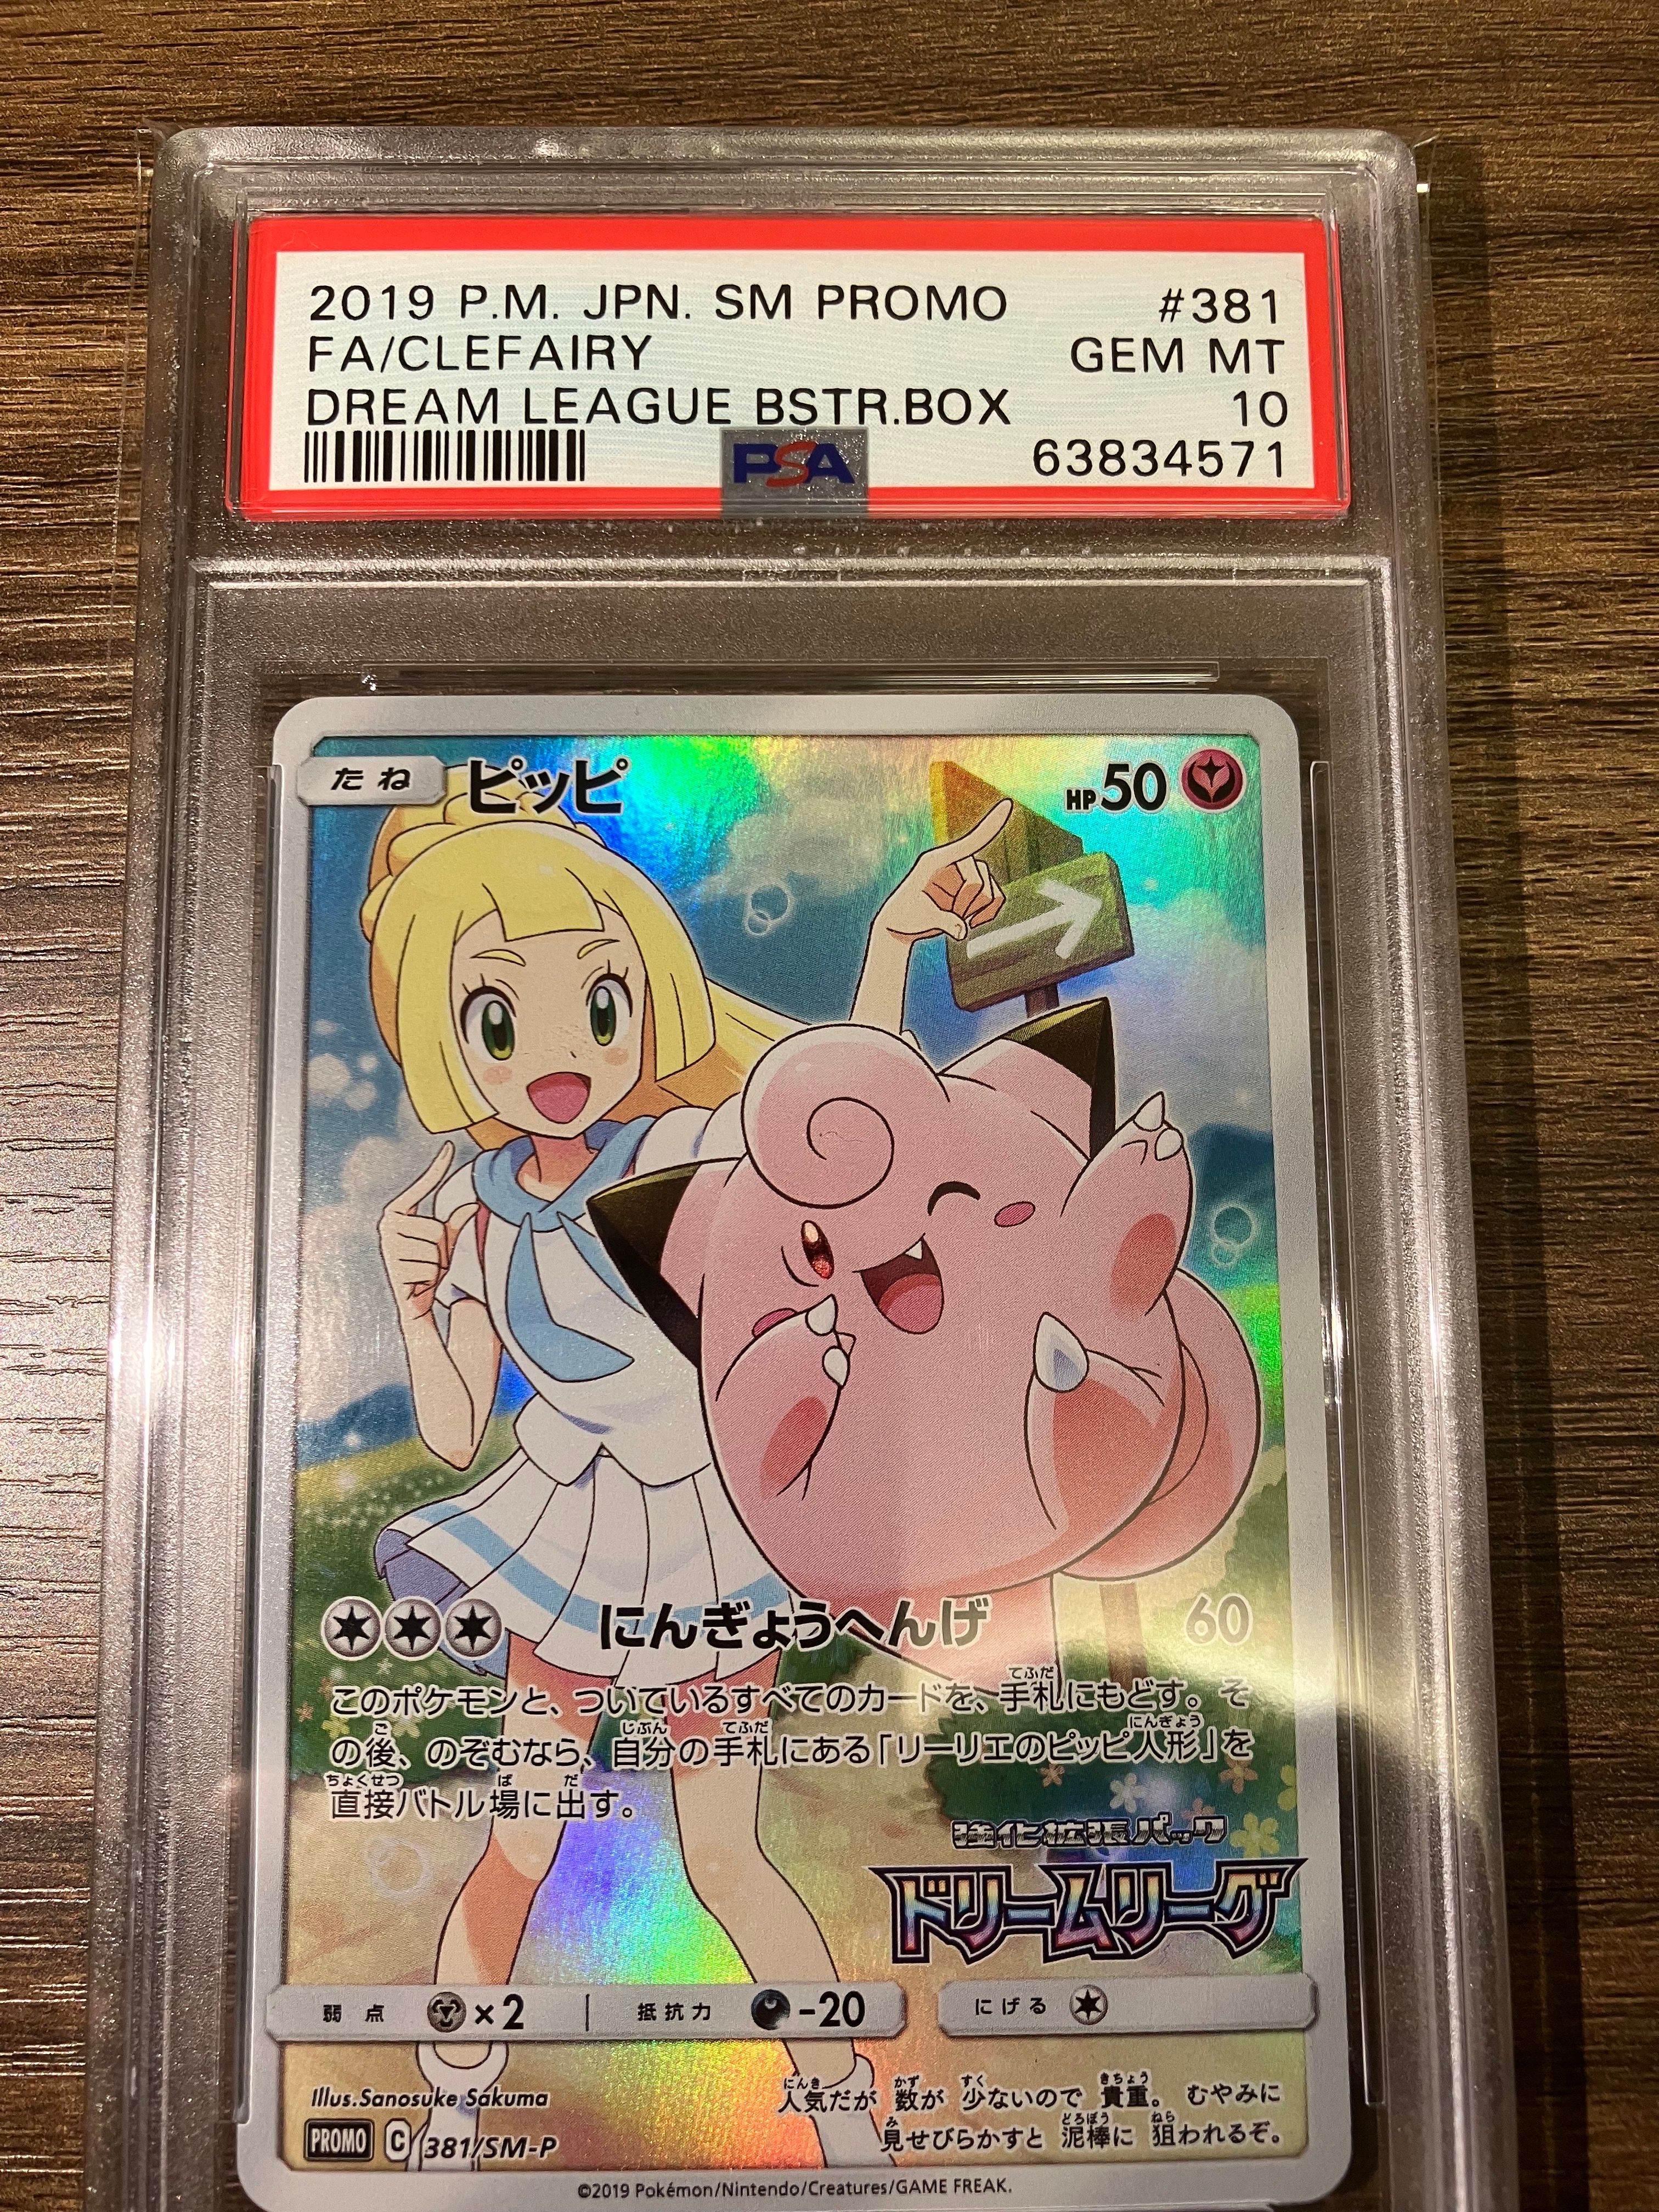 2019 P.M. JPN. SM PROMO #381
FA/CLEFAIRY GEM MT
DREAM LEAGUE BSTR.BOX 10
PSA 63834571
たね ピッピ HP50
にんぎょうへんげ 60
このポケモンと、ついているすべてのカードを、手札にもどす。そ
の後、のぞむなら、自分の手札にある「リーリエのピッピ人形」を
直接バトル場に出す。
強化拡張パック
ドリームリーグ
弱点 ×2 抵抗力 -20 にげる
Illus.Sanosuke Sakuma
人気だが 数が 少ないので 貴重。 むやみに
見せびらかすと 泥棒に 狙われるぞ。
PROMO C 381/SM-P
©2019 Pokémon/Nintendo/Creatures/GAME FREAK.